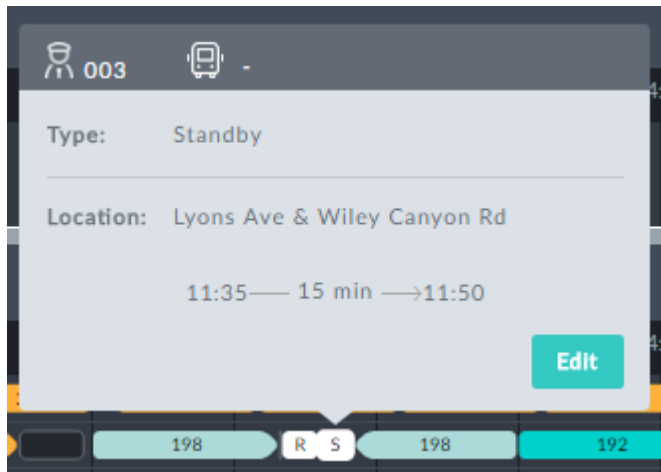 003 -
Type: Standby
Location: Lyons Ave & Wiley Canyon Rd
11:35 15 min 11:50
Edit
198 R S 198 192